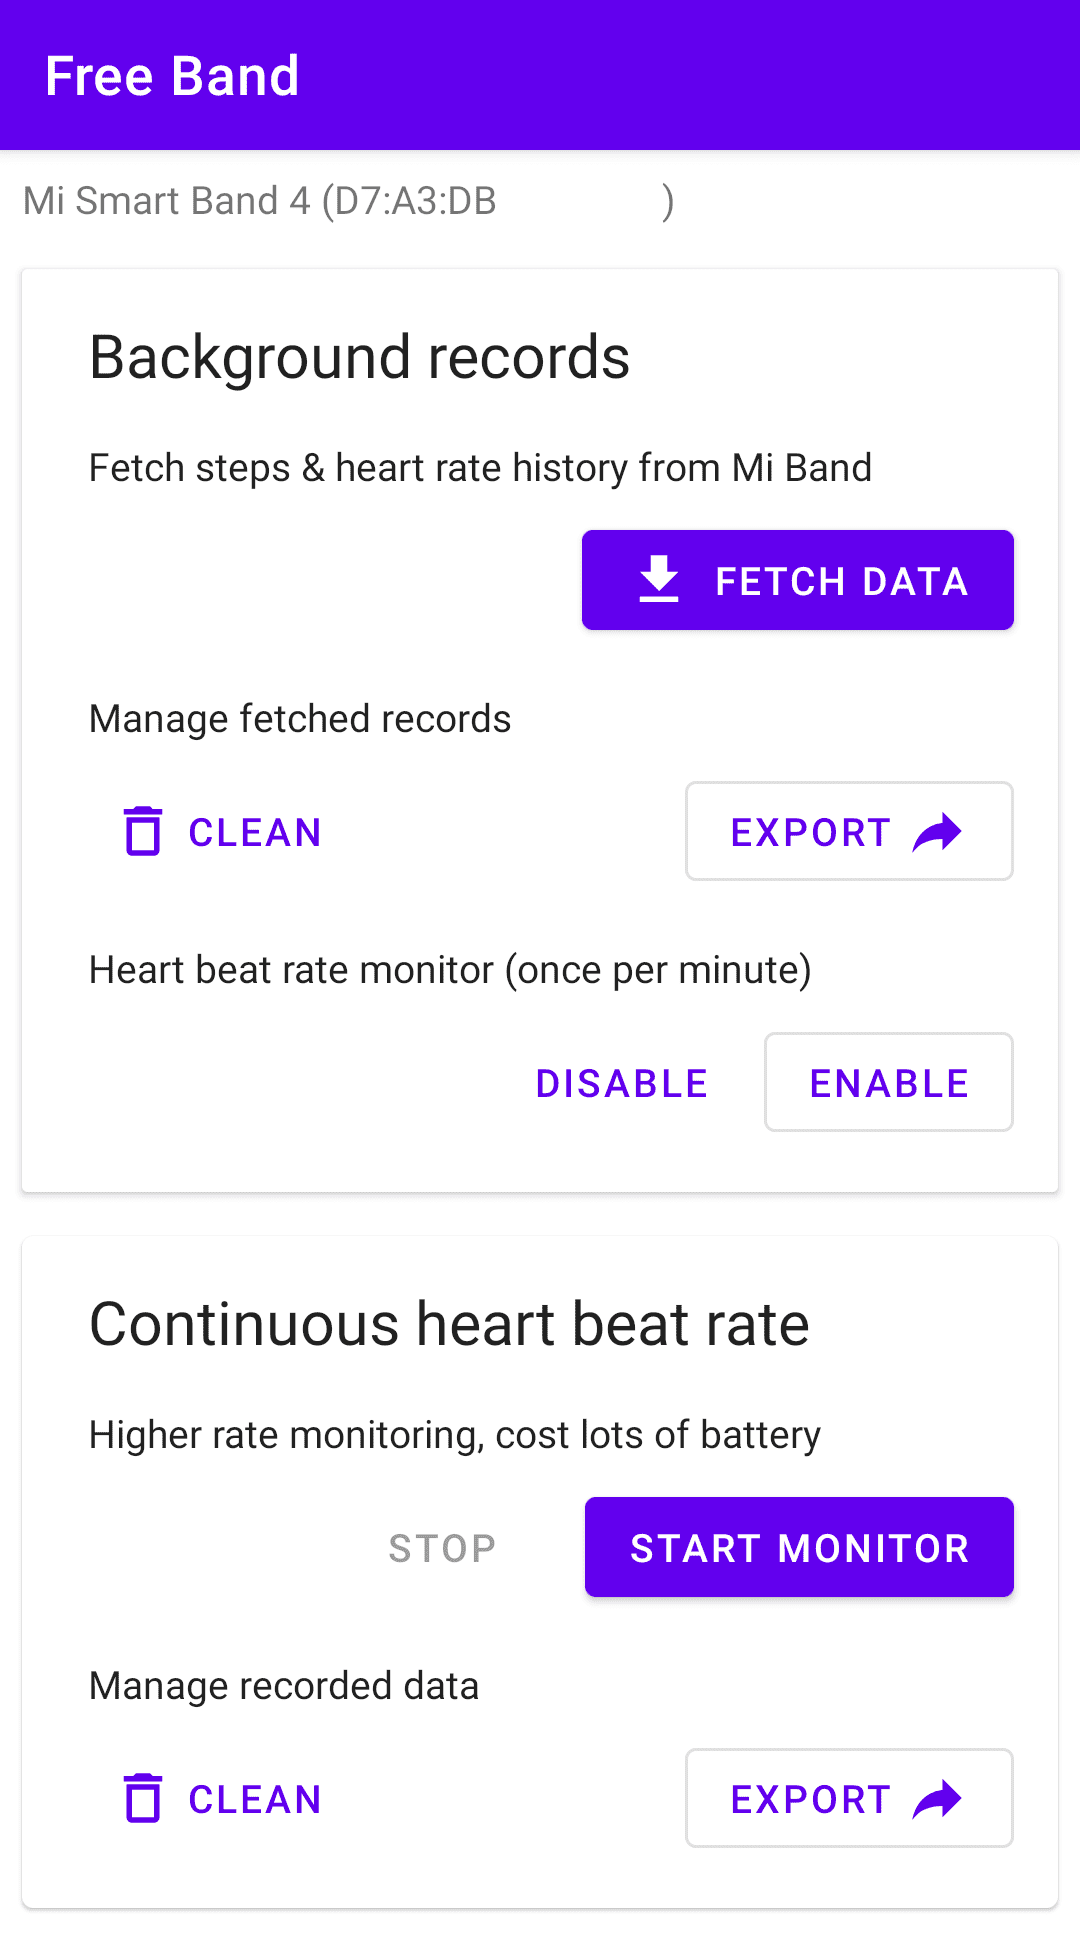 Free Band
Mi Smart Band 4 (D7:A3:DB )
Background records
Fetch steps & heart rate history from Mi Band
FETCH DATA
Manage fetched records
CLEAN EXPORT
Heart beat rate monitor (once per minute)
DISABLE ENABLE
Continuous heart beat rate
Higher rate monitoring, cost lots of battery
STOP START MONITOR
Manage recorded data
CLEAN EXPORT